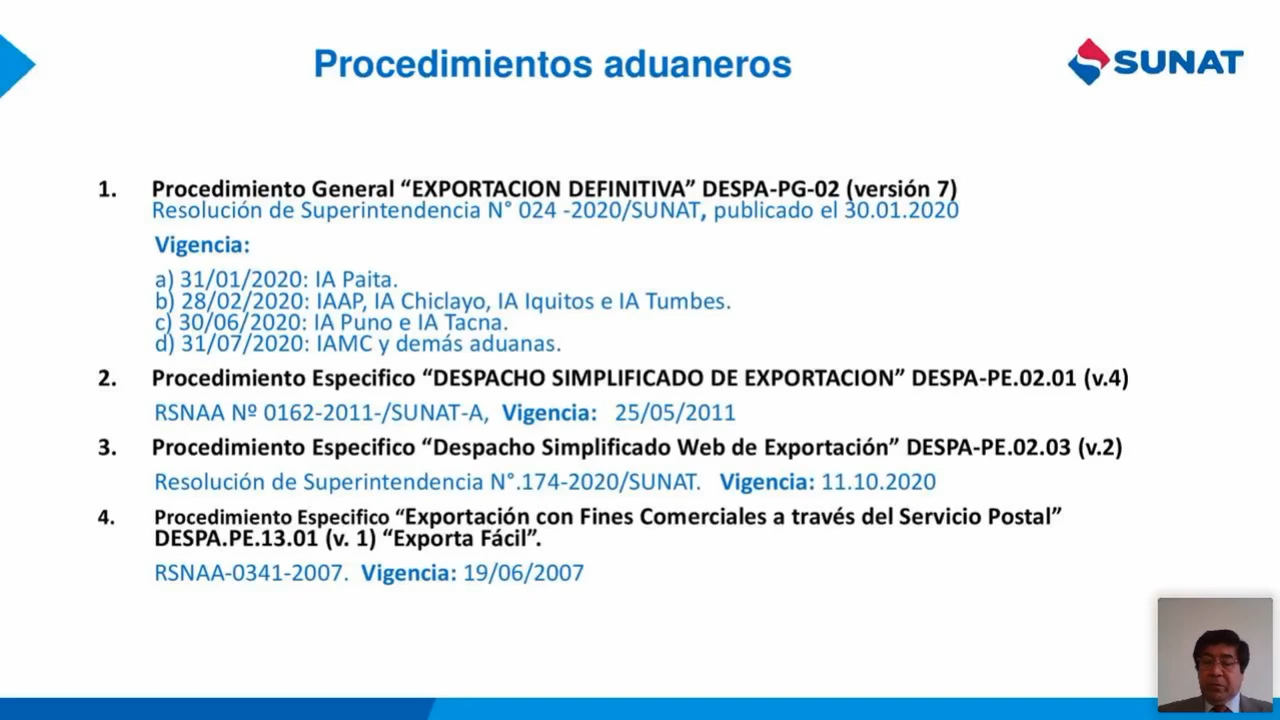 Procedimientos aduaneros
SUNAT
1. Procedimiento General “EXPORTACION DEFINITIVA” DESPA-PG-02 (versión 7)
Resolución de Superintendencia N° 024 -2020/SUNAT, publicado el 30.01.2020
Vigencia:
a) 31/01/2020: IA Paita.
b) 28/02/2020: IAAP, IA Chiclayo, IA Iquitos e IA Tumbes.
c) 30/06/2020: IA Puno e IA Tacna.
d) 31/07/2020: IAMC y demás aduanas.
2. Procedimiento Especifico “DESPACHO SIMPLIFICADO DE EXPORTACION” DESPA-PE.02.01 (v.4)
RSNAA Nº 0162-2011-/SUNAT-A, Vigencia: 25/05/2011
3. Procedimiento Especifico “Despacho Simplificado Web de Exportación” DESPA-PE.02.03 (v.2)
Resolución de Superintendencia N°.174-2020/SUNAT. Vigencia: 11.10.2020
4. Procedimiento Especifico “Exportación con Fines Comerciales a través del Servicio Postal”
DESPA.PE.13.01 (v. 1) “Exporta Fácil”.
RSNAA-0341-2007. Vigencia: 19/06/2007